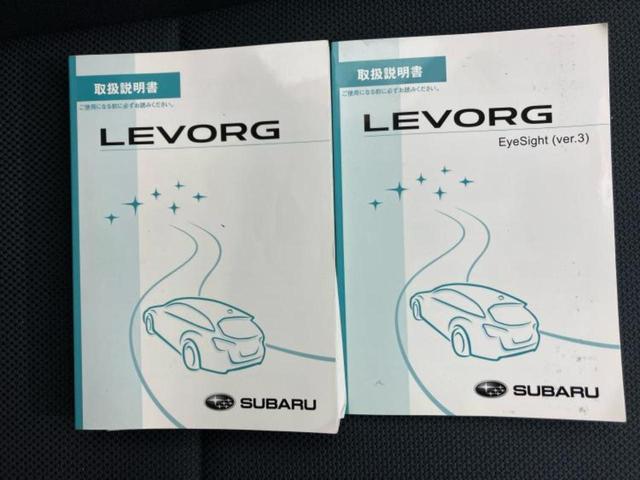 取扱説明書
ご使用になる前に必ずお読みください。
LEVORG
SUBARU
取扱説明書
ご使用になる前に必ずお読みください。
LEVORG
EyeSight (ver.3)
SUBARU